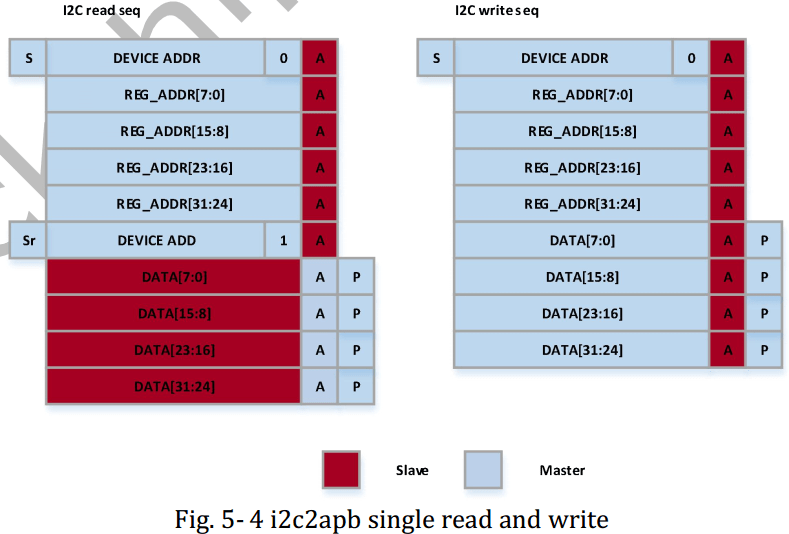 I2C read seq
I2C write seq
S DEVICE ADDR 0 A
REG_ADDR[7:0] A
REG_ADDR[15:8] A
REG_ADDR[23:16] A
REG_ADDR[31:24] A
Sr DEVICE ADD 1 A
DATA[7:0] A P
DATA[15:8] A P
DATA[23:16] A P
DATA[31:24] A P
S DEVICE ADDR 0 A
REG_ADDR[7:0] A
REG_ADDR[15:8] A
REG_ADDR[23:16] A
REG_ADDR[31:24] A
DATA[7:0] A P
DATA[15:8] A P
DATA[23:16] A P
DATA[31:24] A P
Slave
Master
Fig. 5- 4 i2c2apb single read and write